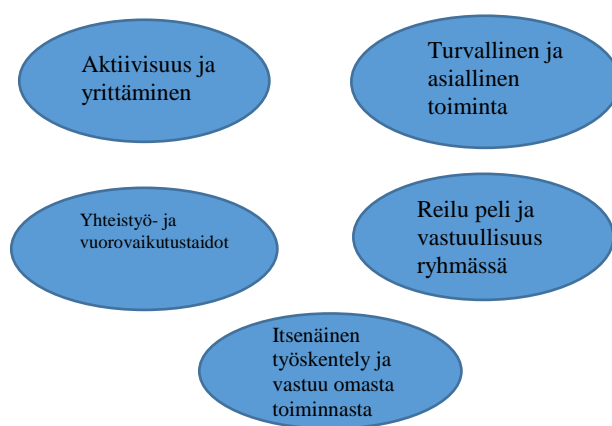 Aktiivisuus ja
yrittäminen
Turvallinen ja
asiallinen
toiminta
Yhteistyö- ja
vuorovaikutustaidot
Reilu peli ja
vastuullisuus
ryhmässä
Itsenäinen
työskentely ja
vastuu omasta
toiminnasta